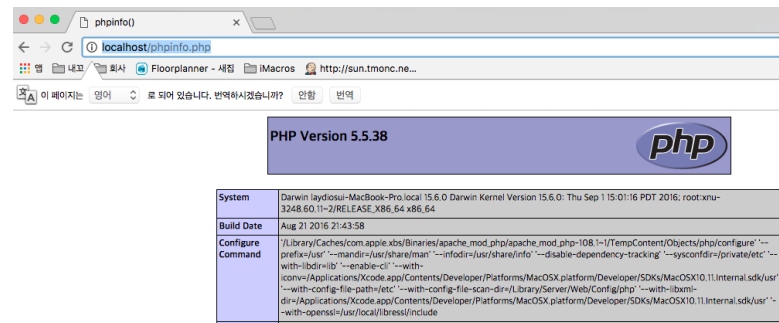 phpinfo()
localhost/phpinfo.php
앱 내꼬 회사 Floorplanner - 새집 iMacros http://sun.tmonc.ne...
이 페이지는 영어 로 되어 있습니다. 번역하시겠습니까? 안함 번역
PHP Version 5.5.38
php
System Darwin laydiosui-MacBook-Pro.local 15.6.0 Darwin Kernel Version 15.6.0: Thu Sep 1 15:01:16 PDT 2016; root:xnu-
3248.60.11~2/RELEASE_X86_64 x86_64
Build Date Aug 21 2016 21:43:58
Configure '/Library/Caches/com.apple.xbs/Binaries/apache_mod_php/apache_mod_php-108.1~1/TempContent/Objects/php/configure' '--
Command prefix=/usr' '--mandir=/usr/share/man' '--infodir=/usr/share/info' '--disable-dependency-tracking' '--sysconfdir=/private/etc' '--
with-libdir=lib' '--enable-cli' '--with-
iconv=/Applications/Xcode.app/Contents/Developer/Platforms/MacOSX.platform/Developer/SDKs/MacOSX10.11.Internal.sdk/usr'
'--with-config-file-path=/etc' '--with-config-file-scan-dir=/Library/Server/Web/Config/php' '--with-libxml-
dir=/Applications/Xcode.app/Contents/Developer/Platforms/MacOSX.platform/Developer/SDKs/MacOSX10.11.Internal.sdk/usr' '-
-with-openssl=/usr/local/libressl/include